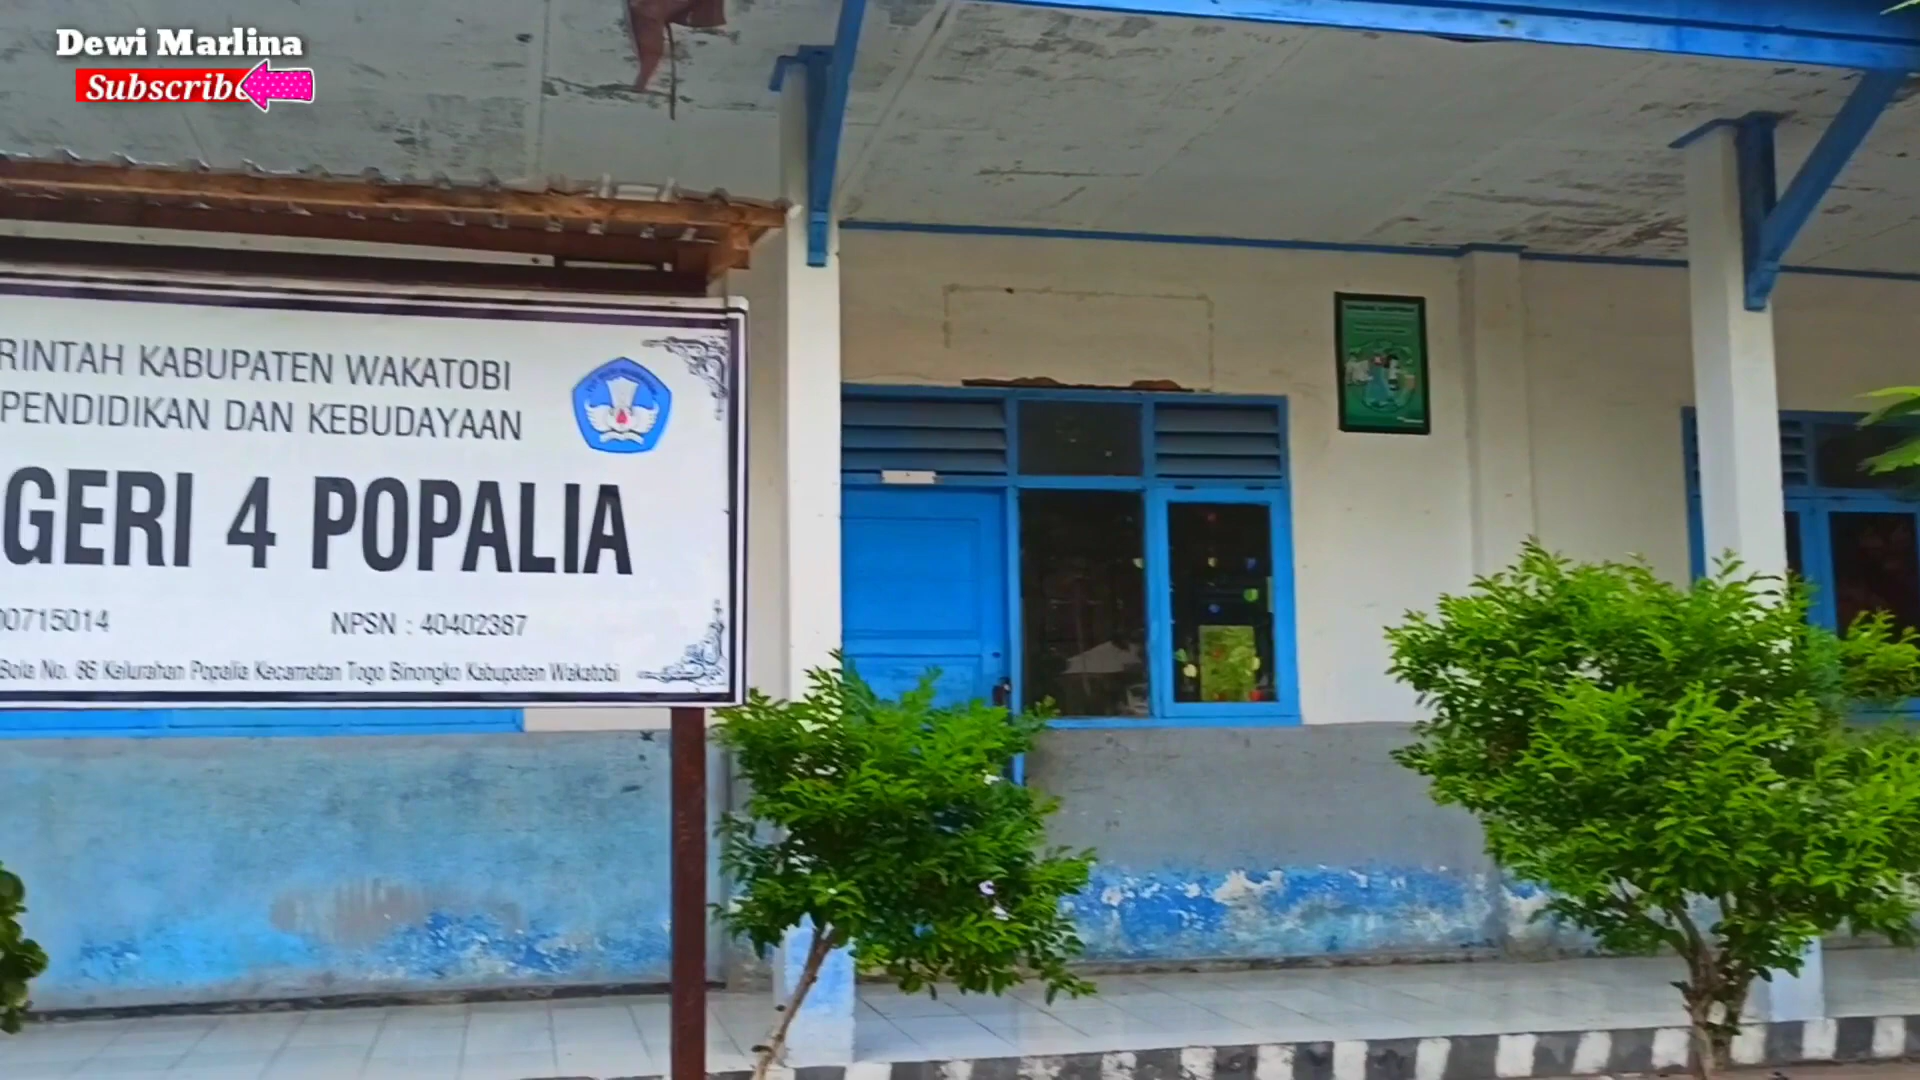 Dewi Marlina
Subscribe
RINTAH KABUPATEN WAKATOBI
PENDIDIKAN DAN KEBUDAYAAN
GERI 4 POPALIA
00715014 NPSN : 40402387
Bola No. 86 Kelurahan Popalia Kecamatan Togo Binongko Kabupaten Wakatobi